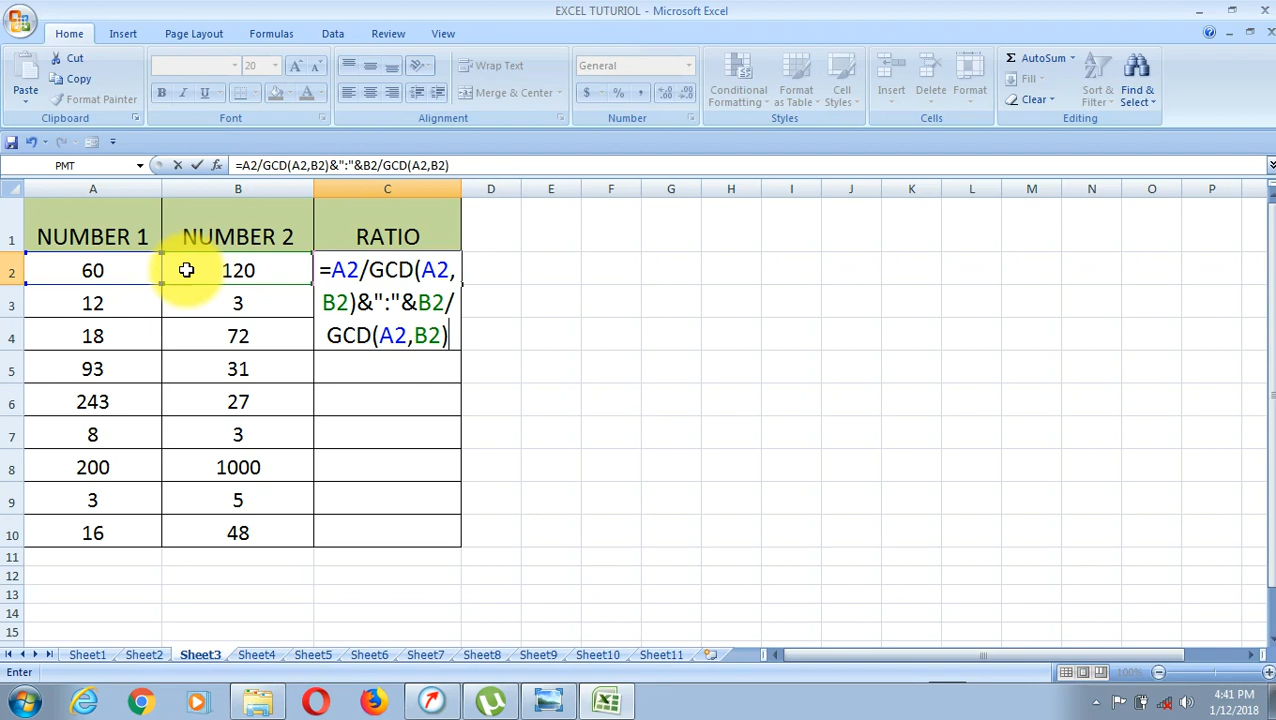 EXCEL TUTURIOL - Microsoft Excel
Home Insert Page Layout Formulas Data Review View
Paste
Cut
Copy
Format Painter
Clipboard
20
A A
B I U
A
Font
Wrap Text
Merge & Center
Alignment
General
$ % ,
Number
Conditional Formatting
Format as Table
Cell Styles
Styles
Insert Delete Format
Cells
Σ AutoSum
Fill
Clear
Sort & Filter
Find & Select
Editing
PMT
fx
=A2/GCD(A2,B2)&":"&B2/GCD(A2,B2)
A B C D E F G H I J K L M N O P
1 NUMBER 1 NUMBER 2 RATIO
2 60 120 =A2/GCD(A2,
3 12 3 B2)&":"&B2/
4 18 72 GCD(A2,B2)
5 93 31
6 243 27
7 8 3
8 200 1000
9 3 5
10 16 48
11
12
13
14
15
Sheet1 Sheet2 Sheet3 Sheet4 Sheet5 Sheet6 Sheet7 Sheet8 Sheet9 Sheet10 Sheet11
Enter
100%
4:41 PM
1/12/2018